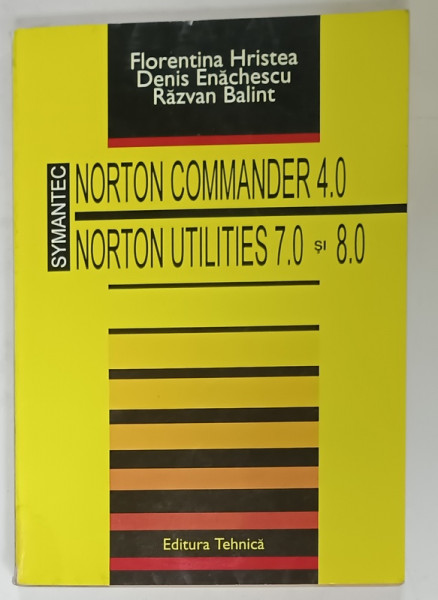 Florentina Hristea
Denis Enăchescu
Răzvan Balint
SYMANTEC
NORTON COMMANDER 4.0
NORTON UTILITIES 7.0 ȘI 8.0
Editura Tehnică